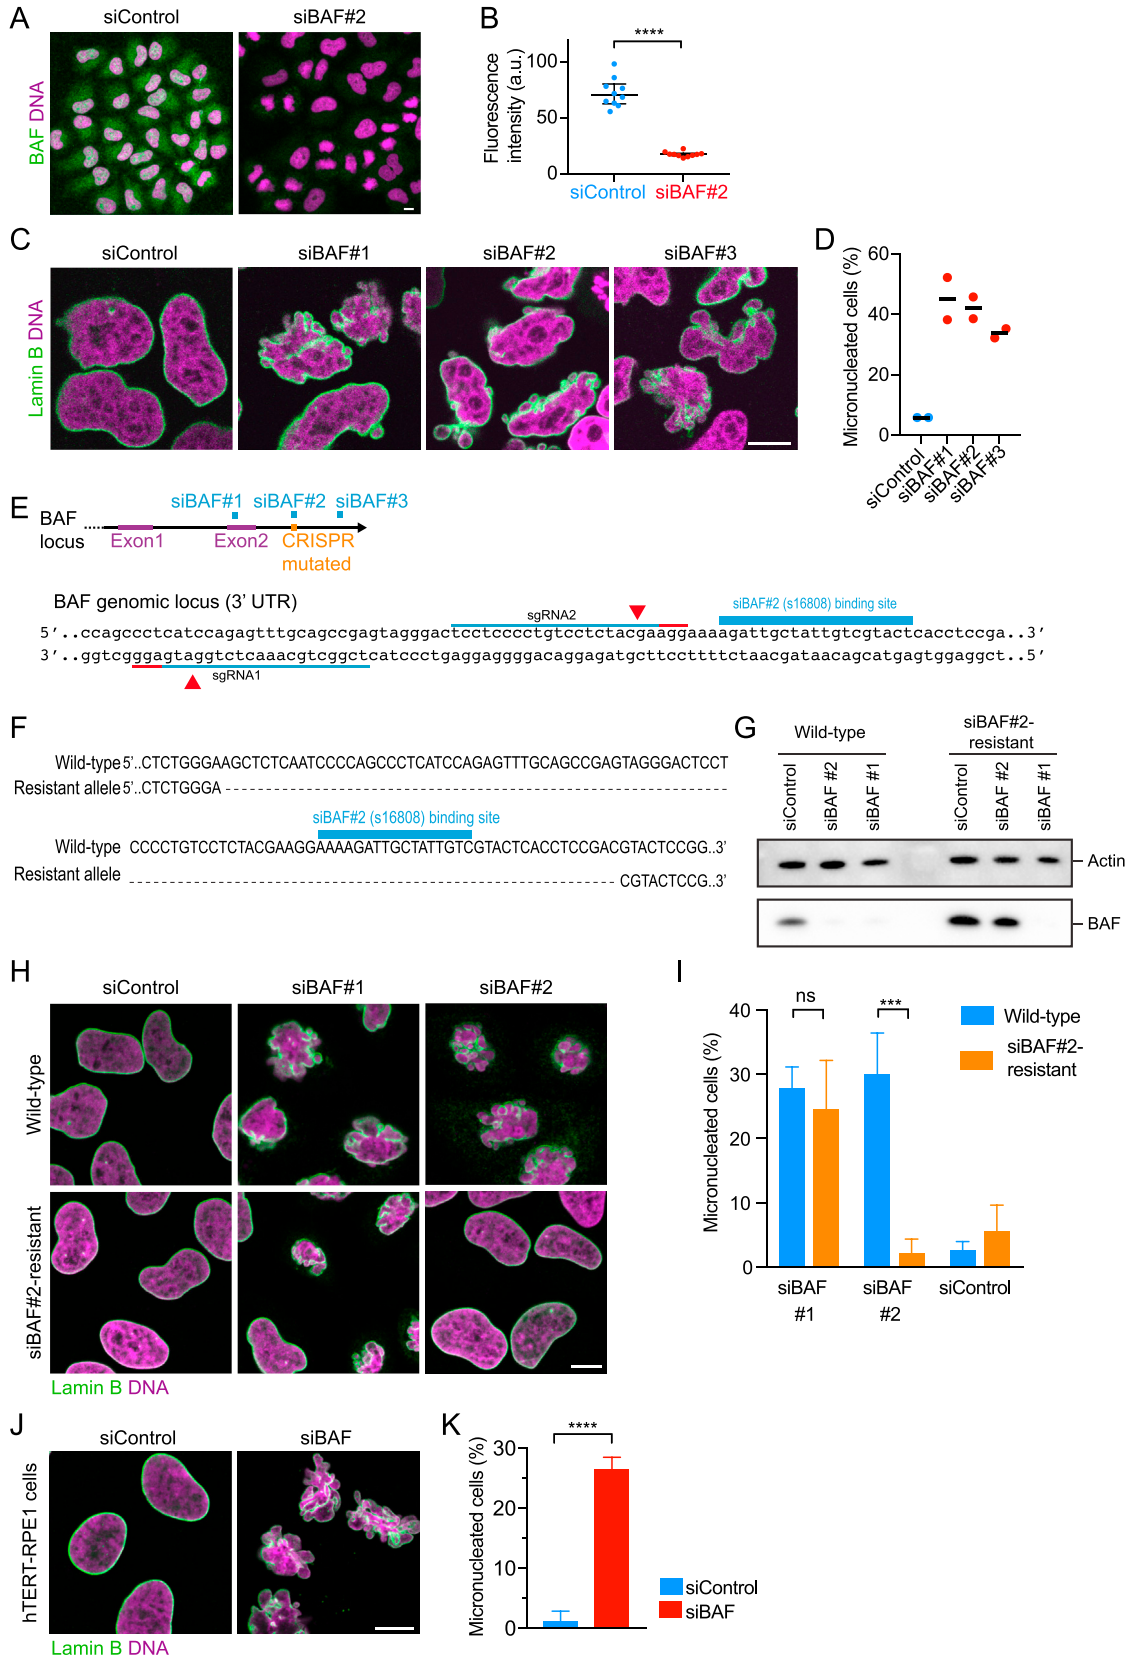 A
siControl
siBAF#2
BAF DNA
B
****
Fluorescence
intensity (a.u.)
100
50
0
siControl
siBAF#2
C
siControl
siBAF#1
siBAF#2
siBAF#3
Lamin B DNA
D
Micronucleated cells (%)
60
40
20
0
siControl
siBAF#1
siBAF#2
siBAF#3
E
siBAF#1 siBAF#2 siBAF#3
BAF
locus
Exon1
Exon2
CRISPR
mutated
BAF genomic locus (3’ UTR)
sgRNA2
siBAF#2 (s16808) binding site
5’..ccagccctcatccagagtttgcagccgagtagggactcctcccctgtcctctacgaaggaaaagattgctattgtcgtactcacctccga..3’
3’..ggtcgggagtaggtctcaaacgtcggctcatccctgaggaggggacaggagatgcttccttttctaacgataacagcatgagtggaggct..5’
sgRNA1
F
Wild-type 5’..CTCTGGGAAGCTCTCAATCCCCAGCCCTCATCCAGAGTTTGCAGCCGAGTAGGGACTCCT
Resistant allele 5’..CTCTGGGA
siBAF#2 (s16808) binding site
Wild-type CCCCTGTCCTCTACGAAGGAAAAGATTGCTATTGTCGTACTCACCTCCGACGTACTCCGG..3’
Resistant allele
CGTACTCCG..3’
G
Wild-type
siBAF#2-
resistant
siControl
siBAF #2
siBAF #1
siControl
siBAF #2
siBAF #1
Actin
BAF
H
siControl
siBAF#1
siBAF#2
Wild-type
siBAF#2-resistant
Lamin B DNA
I
Micronucleated cells (%)
40
30
20
10
0
ns
***
Wild-type
siBAF#2-
resistant
siBAF
#1
siBAF
#2
siControl
J
siControl
siBAF
hTERT-RPE1 cells
Lamin B DNA
K
****
Micronucleated cells (%)
30
20
10
0
siControl
siBAF